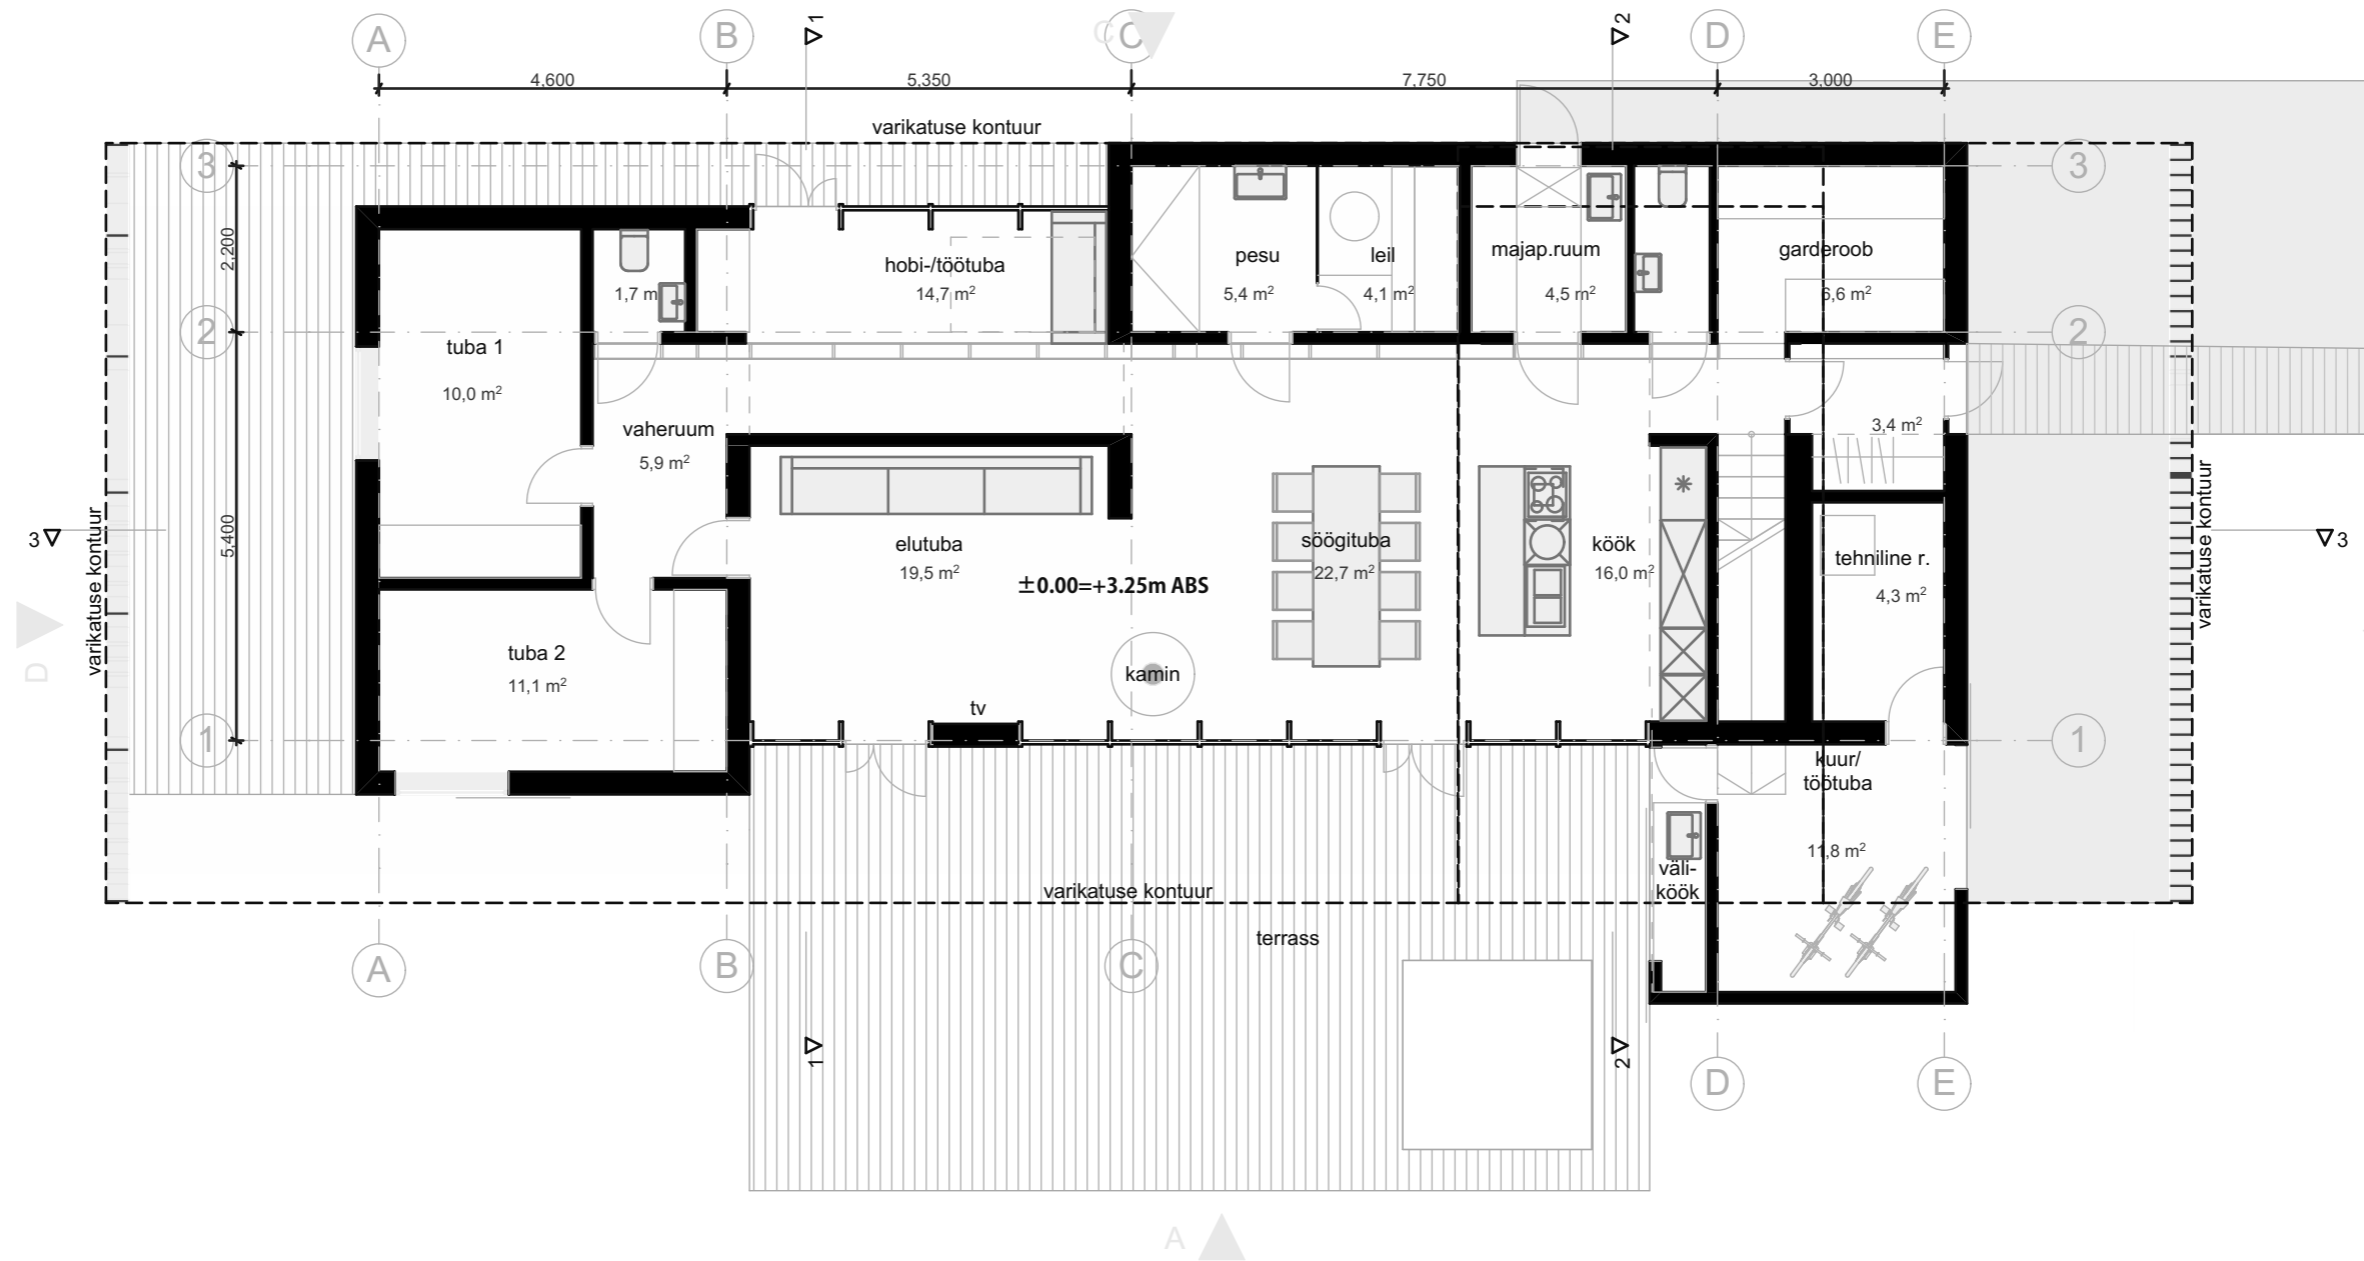 A
B
1
C
C
2
D
E
4,600
5,350
7,750
3,000
varikatuse kontuur
3
3
2,200
hobi-/töötuba
14,7 m²
1,7 m
pesu
5,4 m²
leil
4,1 m²
majap.ruum
4,5 m²
garderoob
6,6 m²
2
2
tuba 1
10,0 m²
vaheruum
5,9 m²
3,4 m²
varikatuse kontuur
3
5,400
elutuba
19,5 m²
±0.00=+3.25m ABS
söögituba
22,7 m²
köök
16,0 m²
tehniline r.
4,3 m²
varikatuse kontuur
3
D
tuba 2
11,1 m²
kamin
tv
1
1
kuur/
töötuba
11,8 m²
väli-
köök
varikatuse kontuur
terrass
A
B
C
1
2
D
E
A